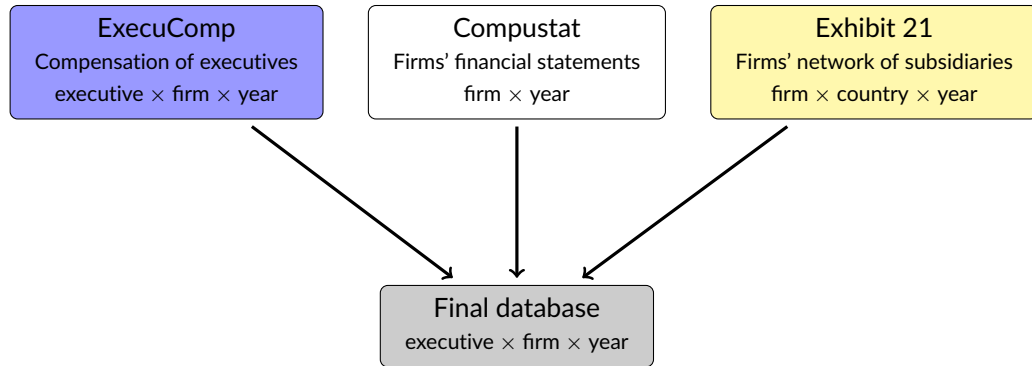 ExecuComp
Compensation of executives
executive × firm × year
Compustat
Firms’ financial statements
firm × year
Exhibit 21
Firms’ network of subsidiaries
firm × country × year
Final database
executive × firm × year